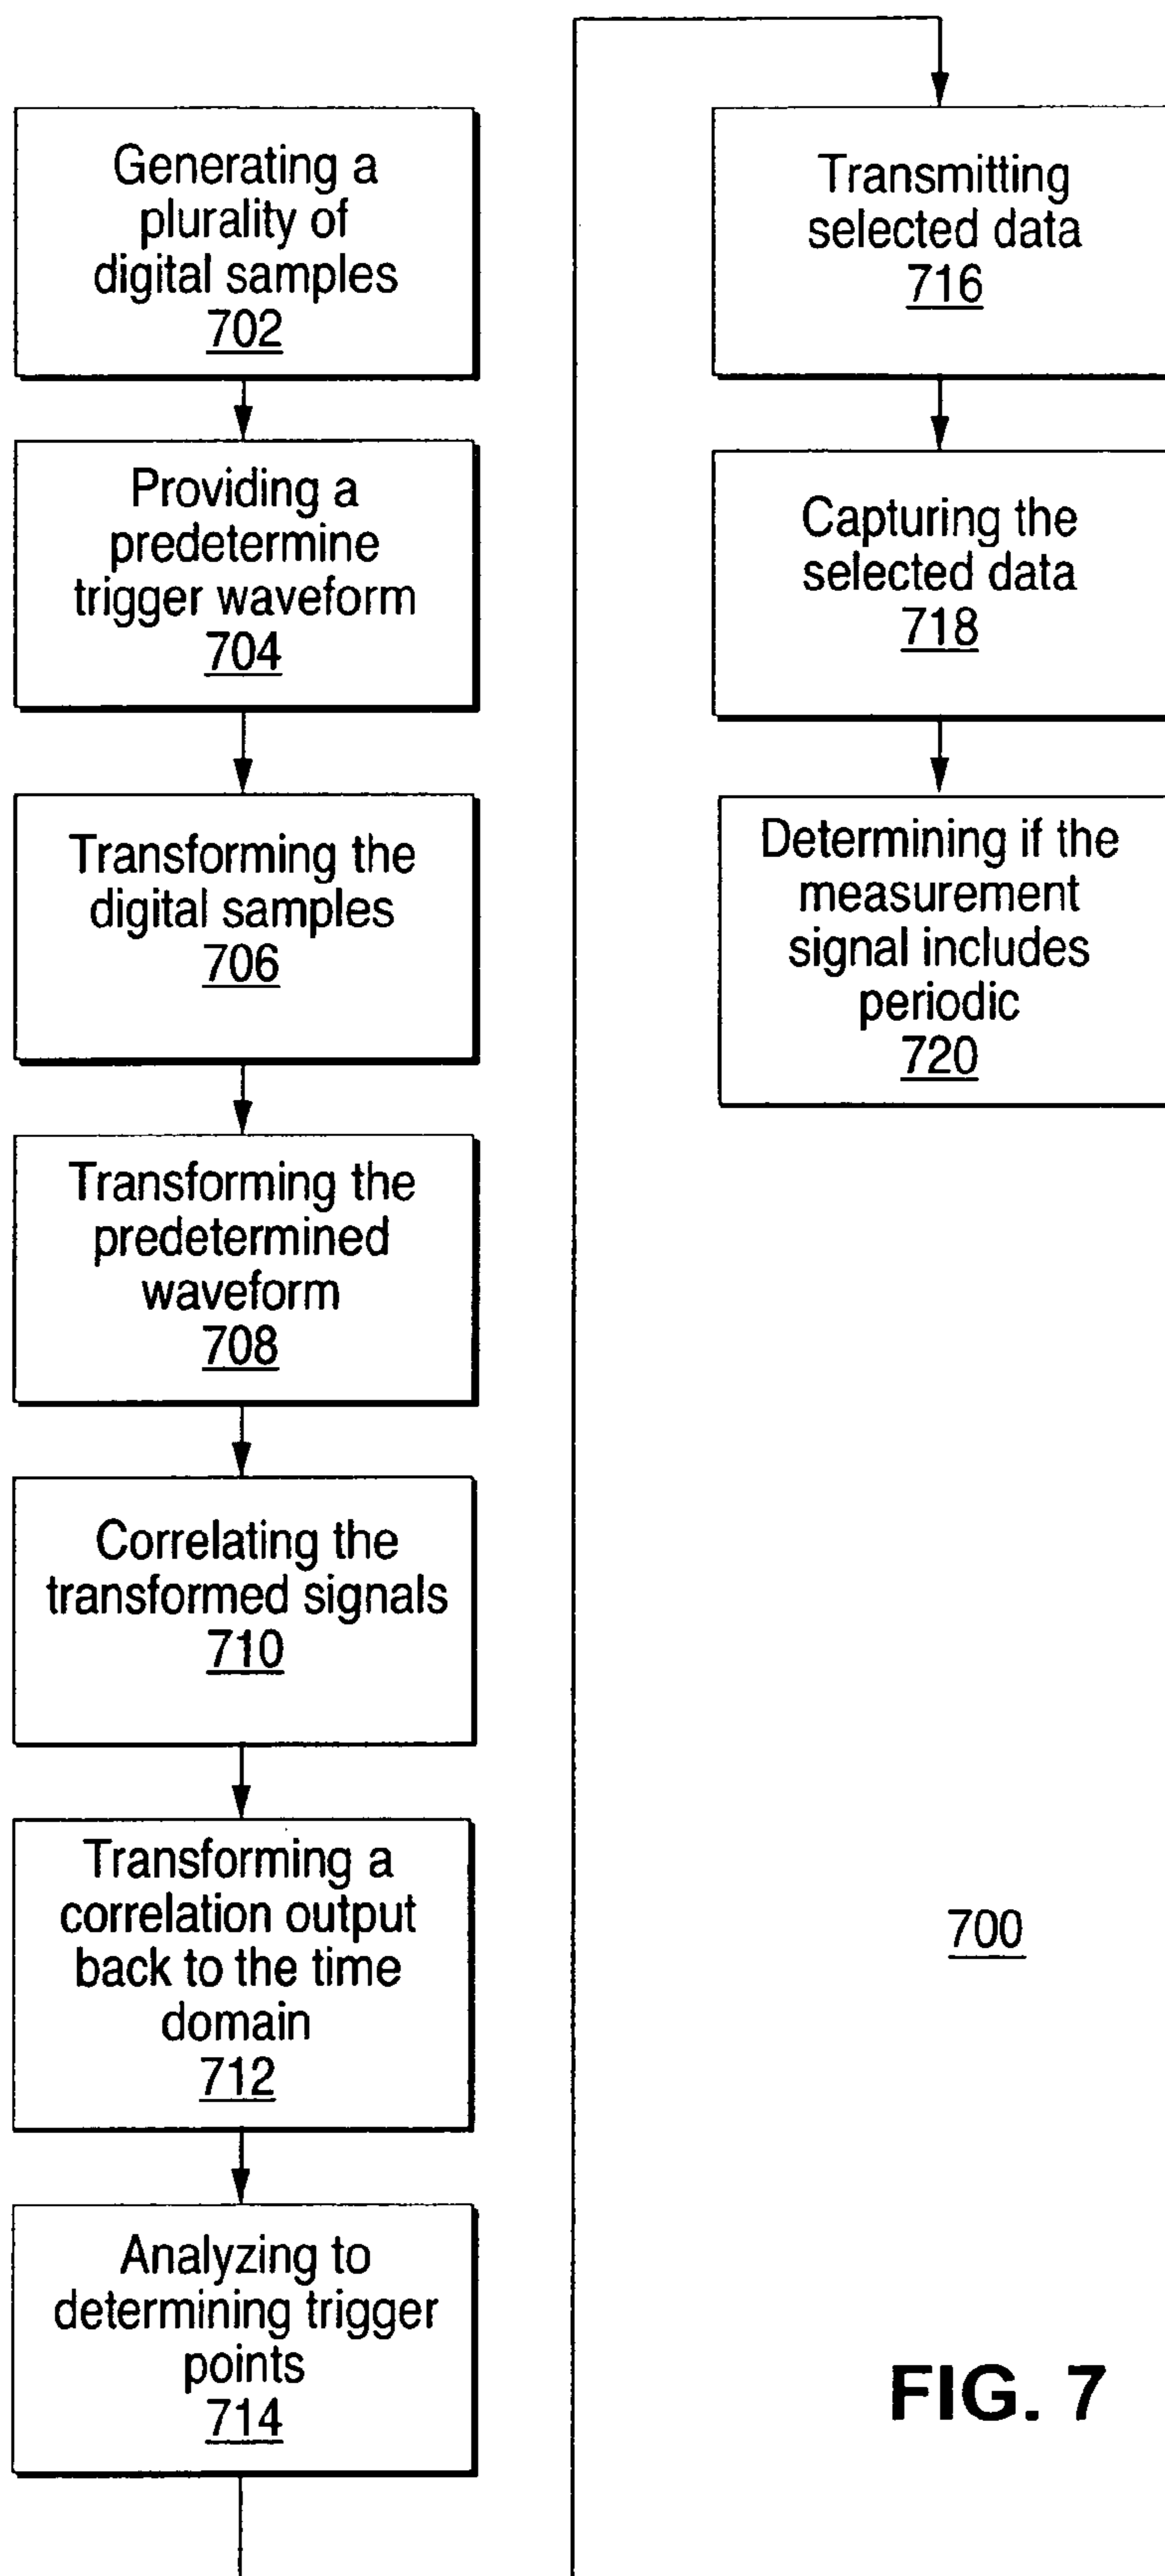 Generating a
plurality of
digital samples
702
Providing a
predetermine
trigger waveform
704
Transforming the
digital samples
706
Transforming the
predetermined
waveform
708
Correlating the
transformed signals
710
Transforming a
correlation output
back to the time
domain
712
Analyzing to
determining trigger
points
714
Transmitting
selected data
716
Capturing the
selected data
718
Determining if the
measurement
signal includes
periodic
720
700
FIG. 7